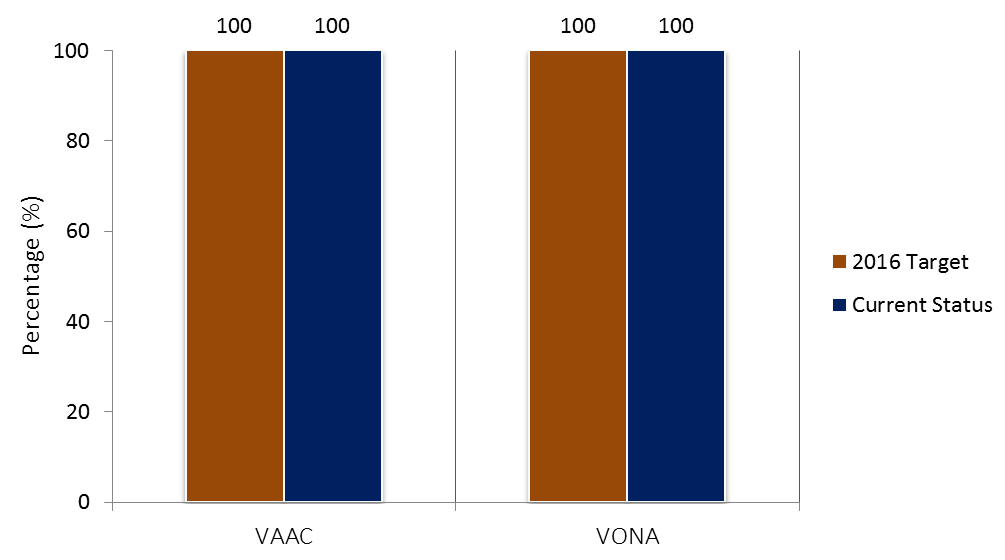 100 100 100 100
100
80
60
40
20
0
Percentage (%)
VAAC VONA
2016 Target
Current Status